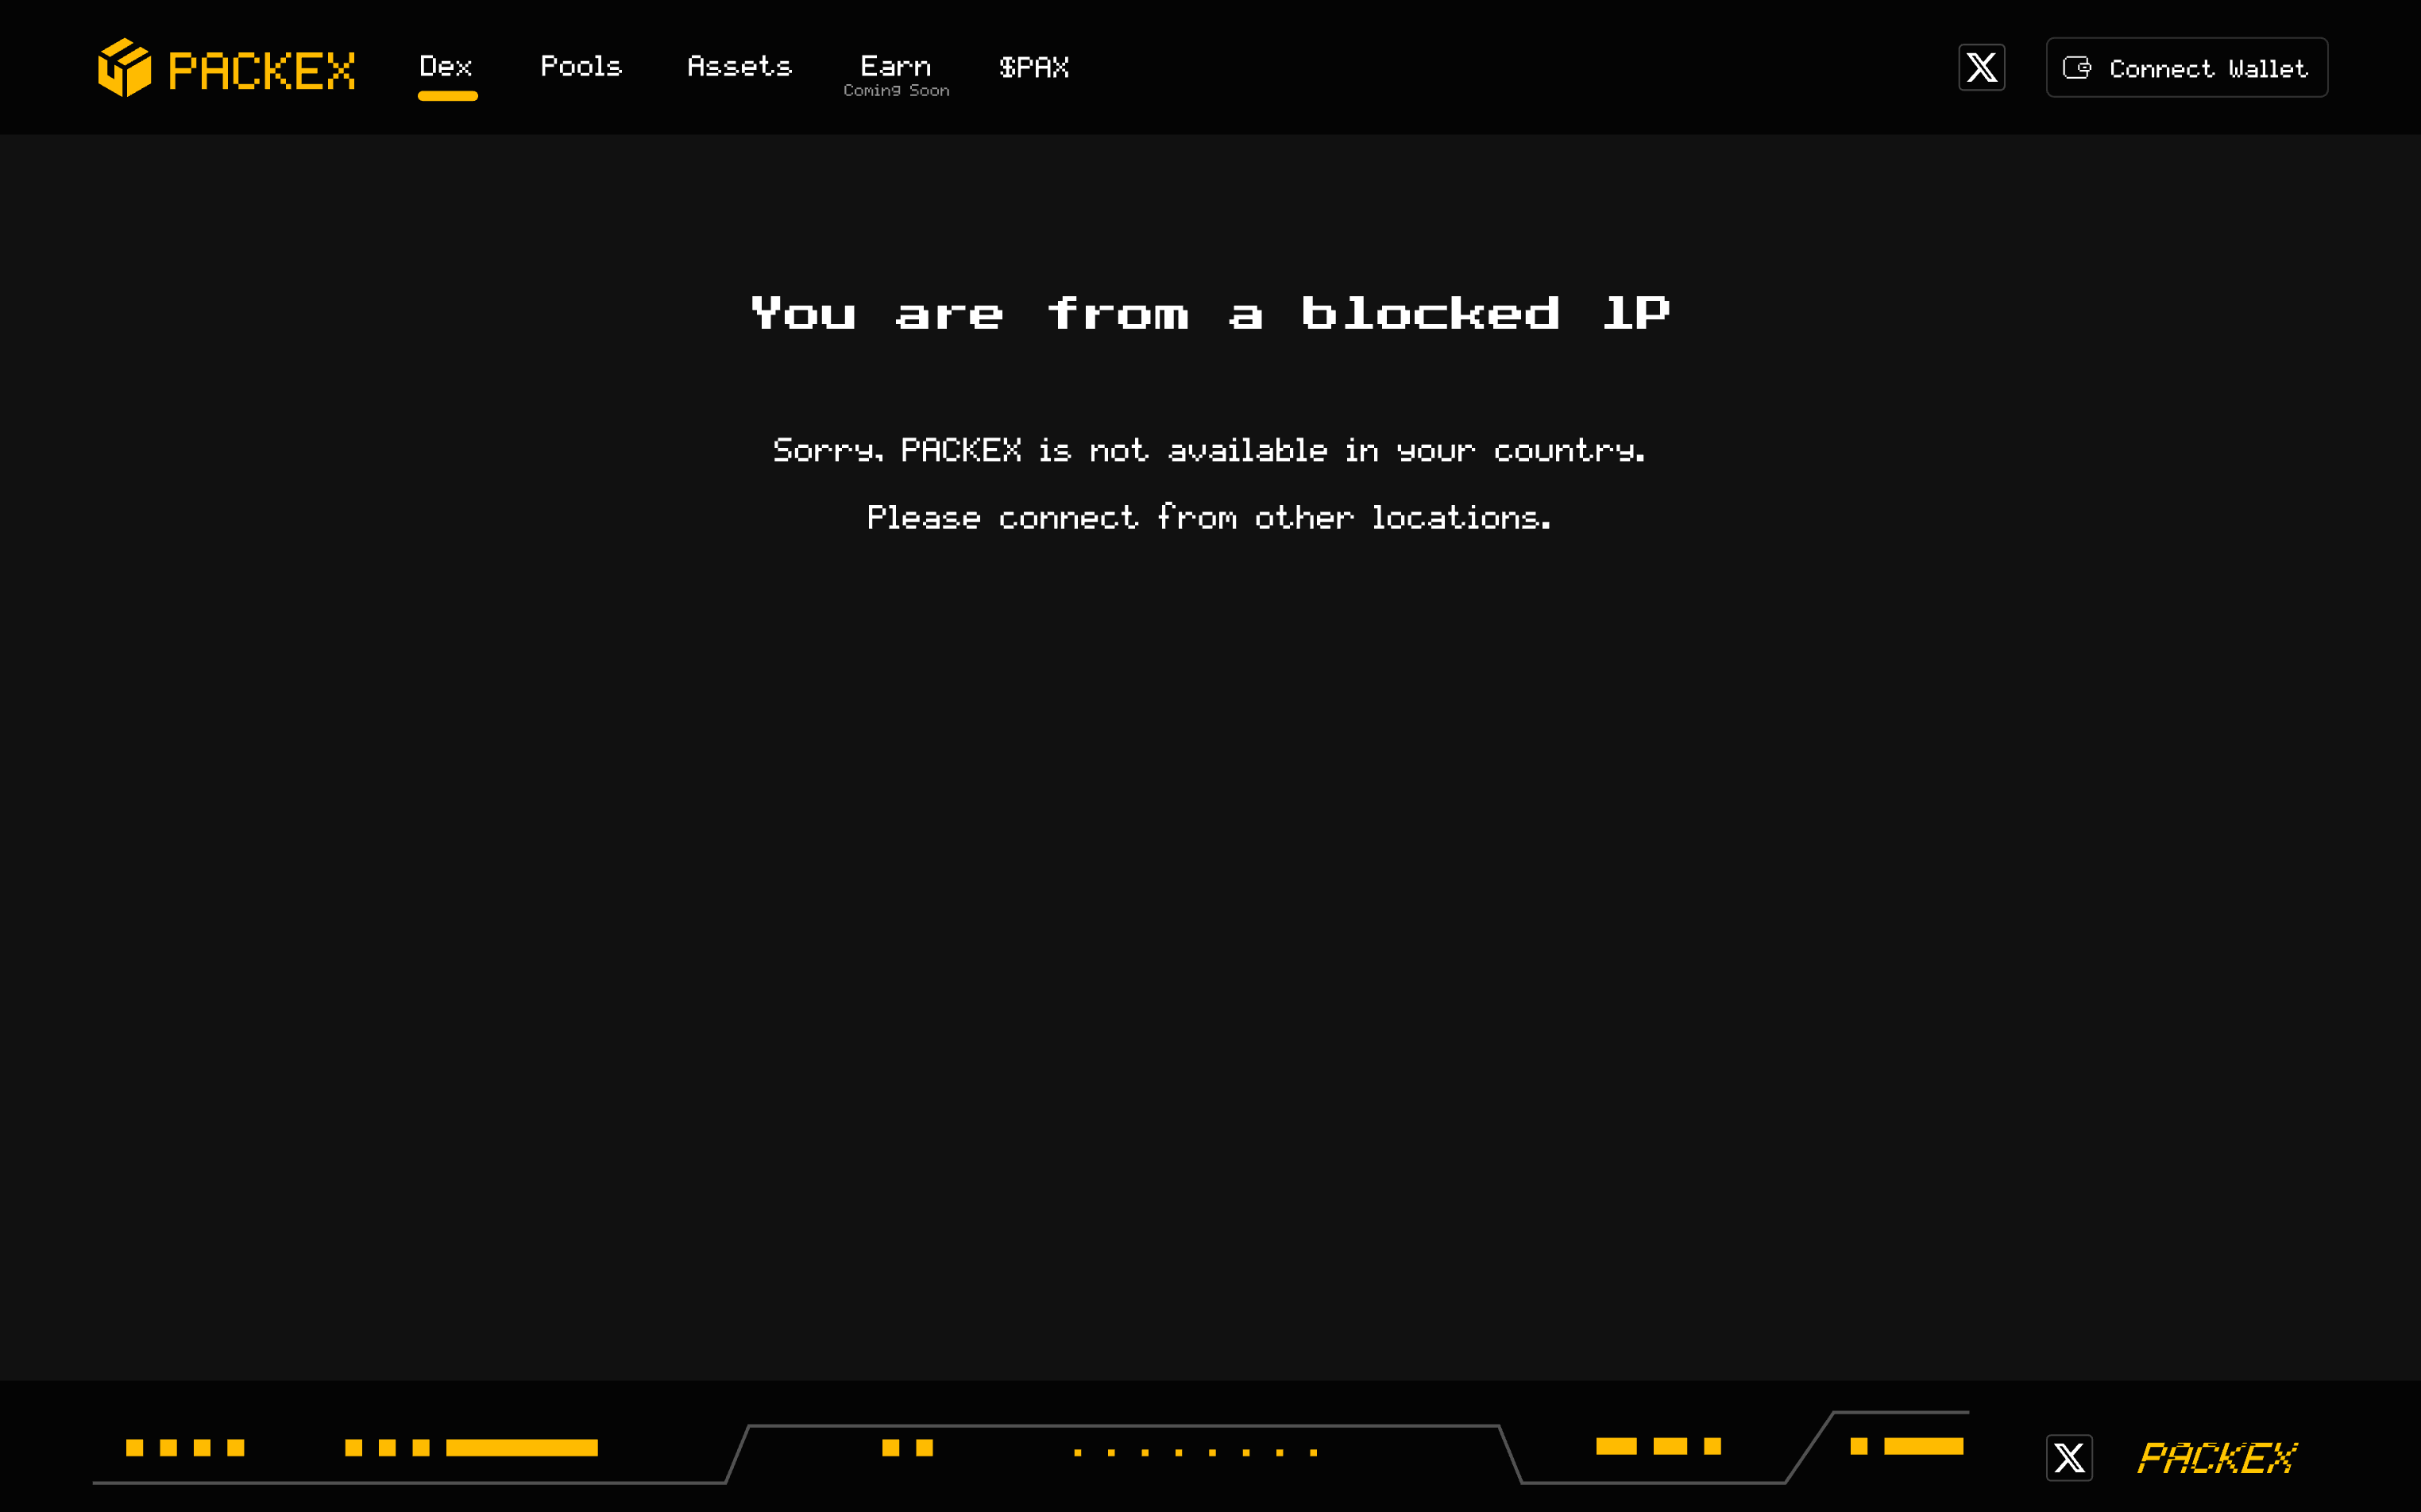 PACKEX
Dex
Pools
Assets
Earn
Coming Soon
$PAX
Connect Wallet
You are from a blocked IP
Sorry, PACKEX is not available in your country.
Please connect from other locations.
PACKEX